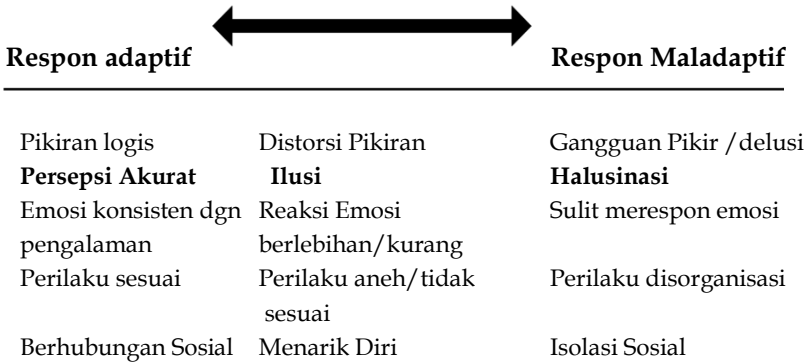 Respon adaptif Respon Maladaptif
Pikiran logis Distorsi Pikiran Gangguan Pikir /delusi
Persepsi Akurat Ilusi Halusinasi
Emosi konsisten dgn Reaksi Emosi Sulit merespon emosi
pengalaman berlebihan/kurang
Perilaku sesuai Perilaku aneh/tidak Perilaku disorganisasi
sesuai
Berhubungan Sosial Menarik Diri Isolasi Sosial